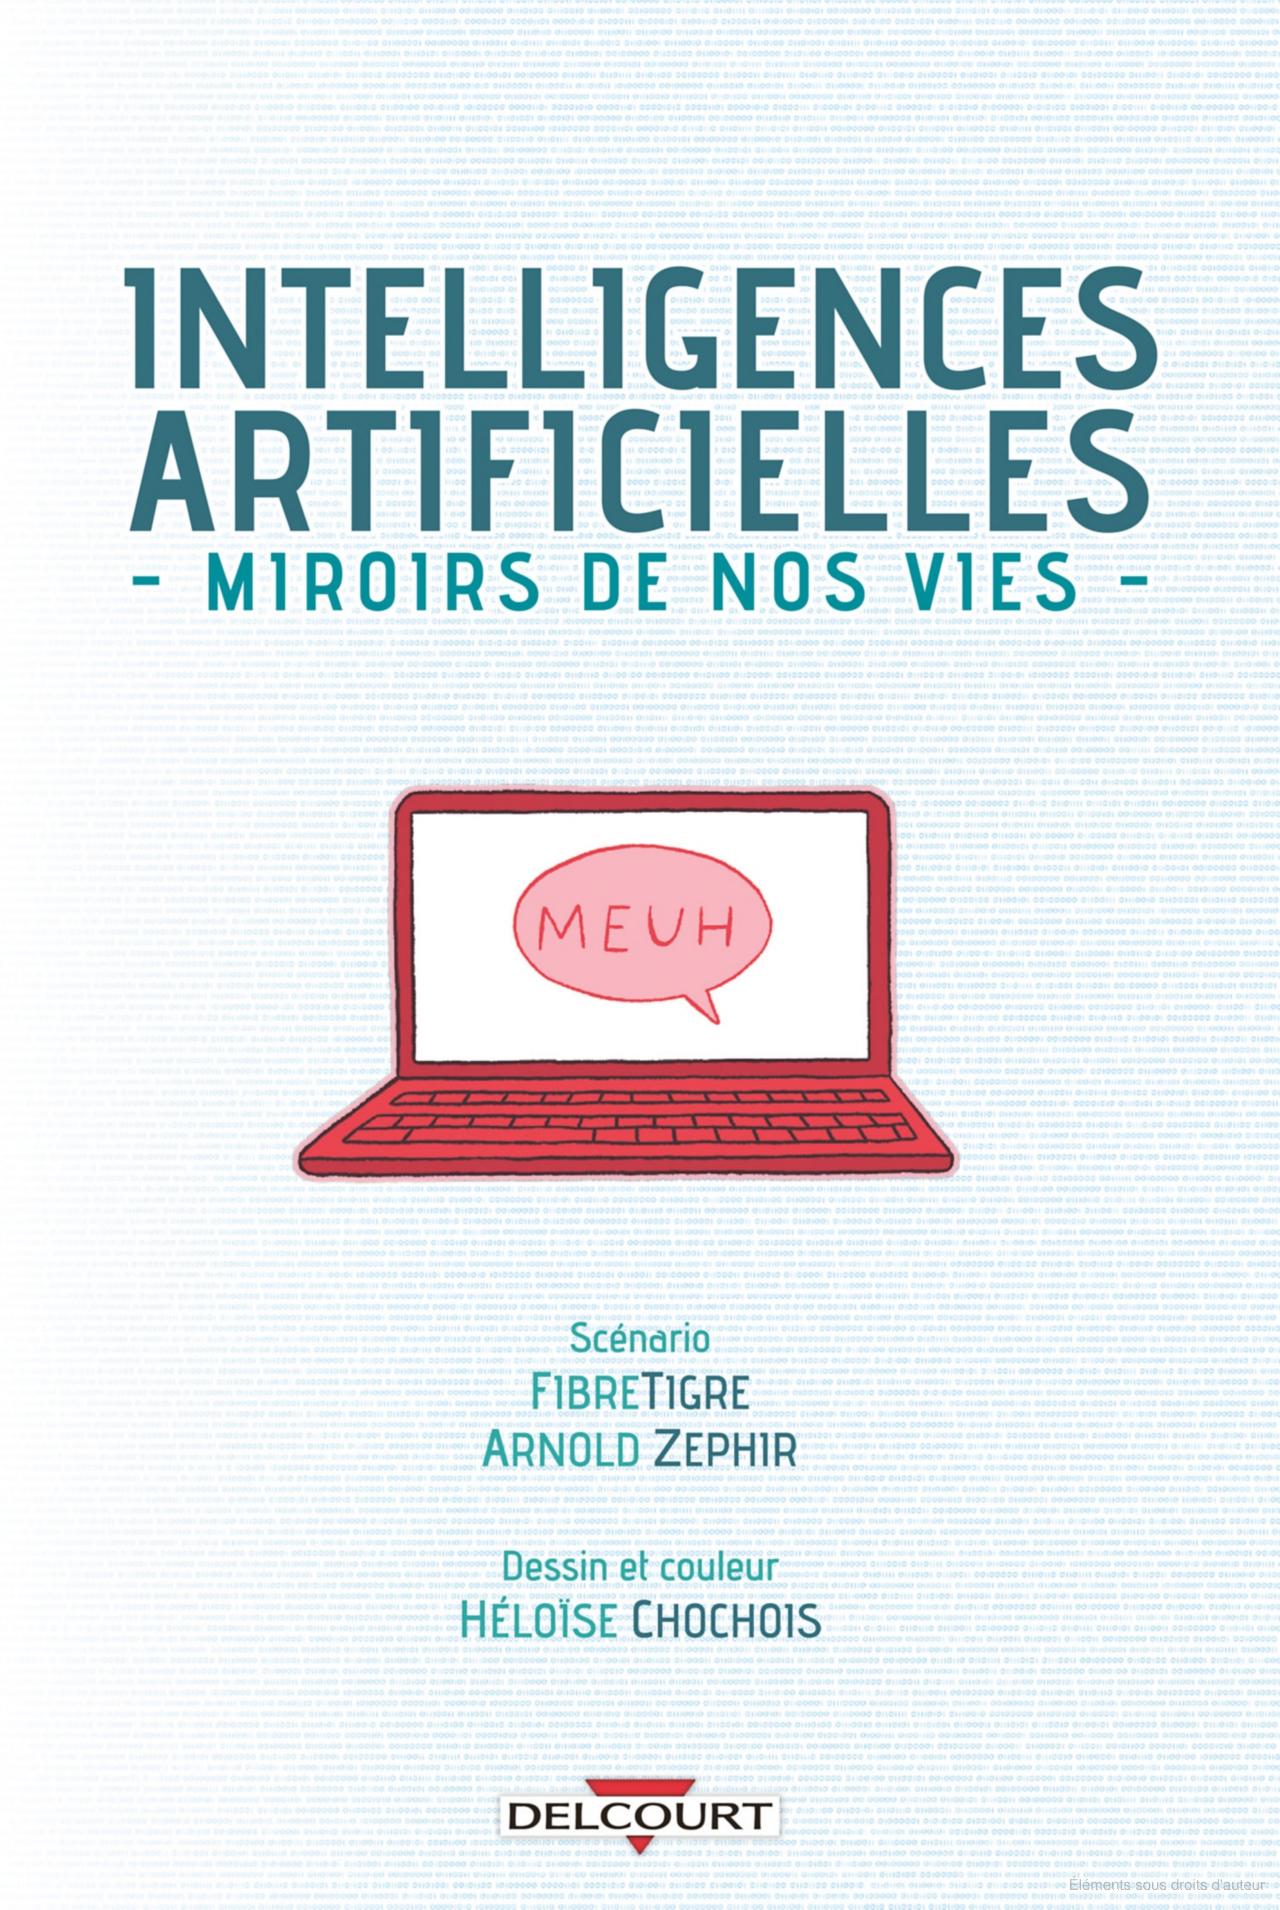 INTELLIGENCES
ARTIFICIELLES
- MIROIRS DE NOS VIES -
MEUH
Scénario
FIBRETIGRE
ARNOLD ZEPHIR
Dessin et couleur
HÉLOÏSE CHOCHOIS
DELCOURT
Éléments sous droits d'auteur